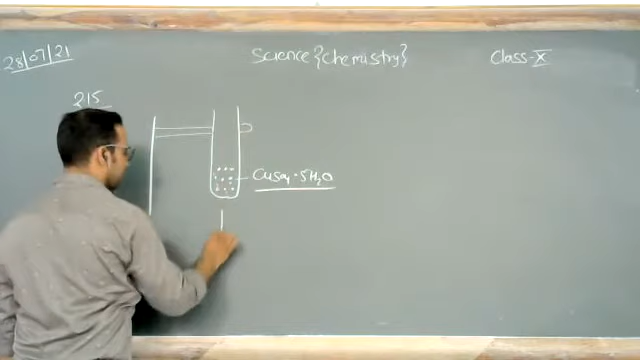 28/07/21
Science {Chemistry}
Class-X
215
CuSO₄·5H₂O